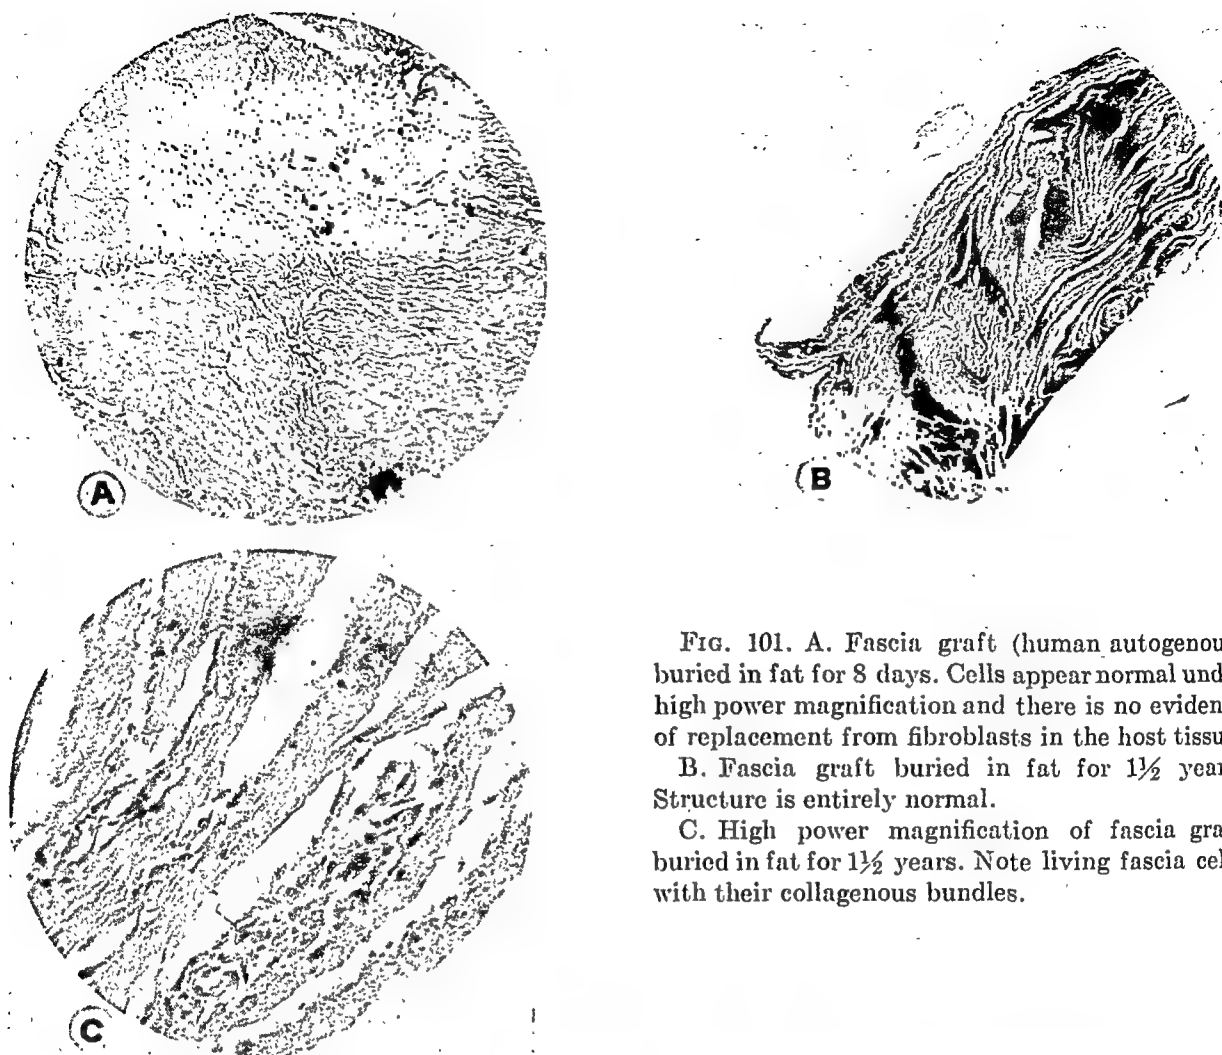 A
B
C
FIG. 101. A. Fascia graft (human autogenou
buried in fat for 8 days. Cells appear normal und
high power magnification and there is no eviden
of replacement from fibroblasts in the host tissu
B. Fascia graft buried in fat for 1½ year
Structure is entirely normal.
C. High power magnification of fascia gra
buried in fat for 1½ years. Note living fascia cel
with their collagenous bundles.